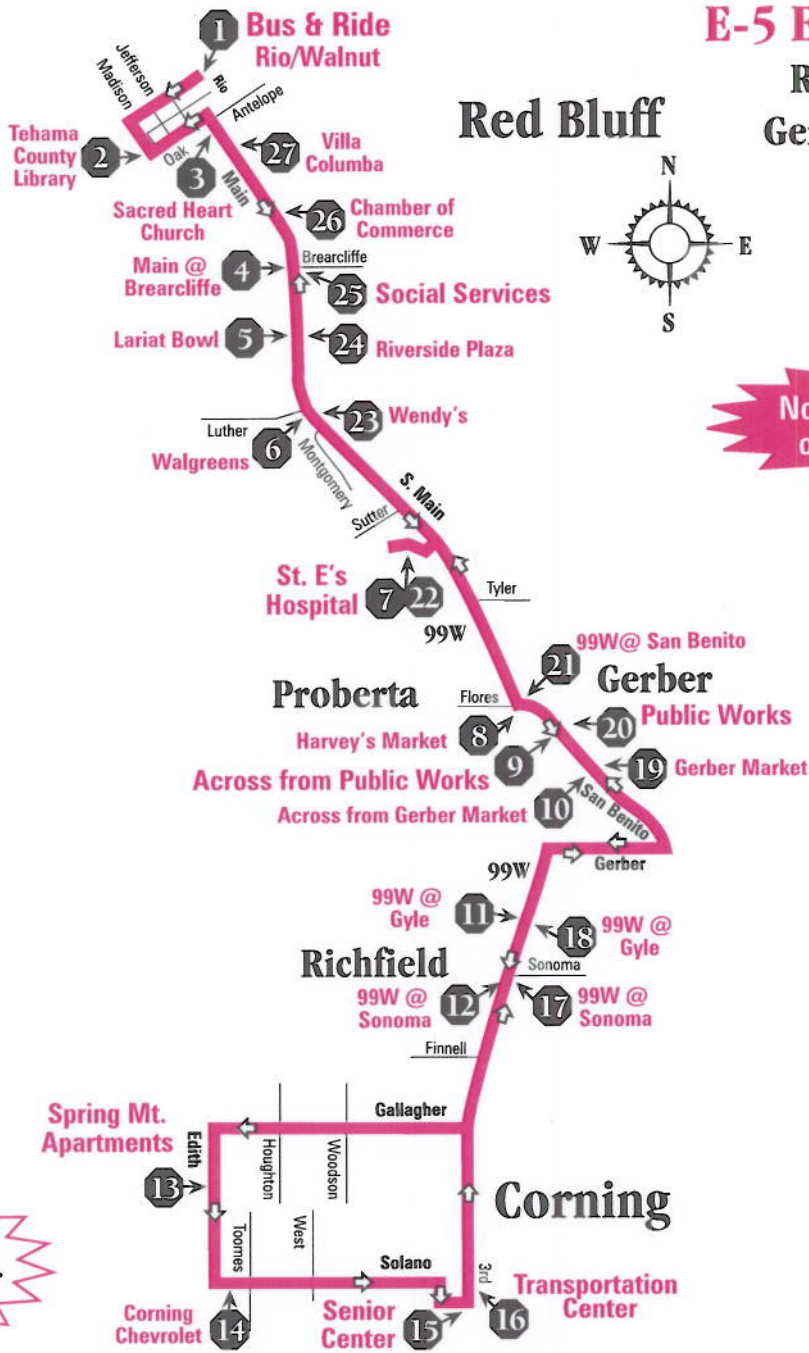 E-5 E
R
Ge
1
Bus & Ride
Rio/Walnut
Jefferson
Madison
Rio
Antelope
Red Bluff
Tehama
County
Library
2
Oak
3
Main
27
Villa
Columba
Sacred Heart
Church
26
Chamber of
Commerce
N
W
E
S
Main @
Brearcliffe
4
Brearcliffe
25
Social Services
Lariat Bowl
5
24
Riverside Plaza
No
Luther
23
Wendy's
Walgreens
6
Montgomery
S. Main
Sutter
St. E's
Hospital
7
22
99W
Tyler
21
99W@ San Benito
Proberta
Flores
Gerber
Harvey's Market
8
9
20
Public Works
Across from Public Works
19
Gerber Market
Across from Gerber Market
10
San Benito
99W
Gerber
99W @
Gyle
11
18
99W @
Gyle
Richfield
Sonoma
99W @
Sonoma
12
17
99W @
Sonoma
Finnell
Spring Mt.
Apartments
Gallagher
Edith
Houghton
Woodson
13
Corning
Toomes
West
Solano
3rd
Corning
Chevrolet
14
Senior
Center
15
16
Transportation
Center